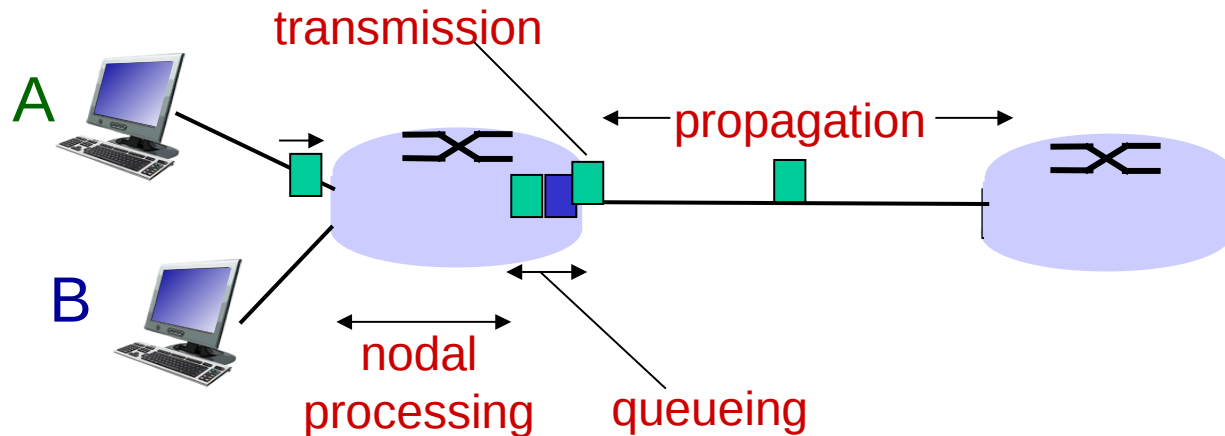 transmission
A
propagation
B
nodal
processing
queueing